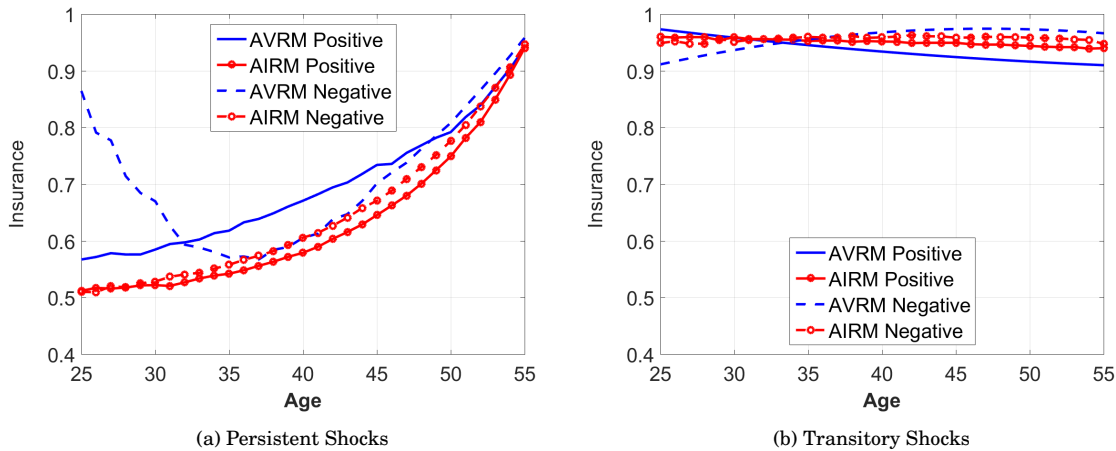 1
0.9
0.8
0.7
0.6
0.5
0.4
Insurance
AVRM Positive
AIRM Positive
AVRM Negative
AIRM Negative
25 30 35 40 45 50 55
Age
(a) Persistent Shocks
1
0.9
0.8
0.7
0.6
0.5
0.4
Insurance
AVRM Positive
AIRM Positive
AVRM Negative
AIRM Negative
25 30 35 40 45 50 55
Age
(b) Transitory Shocks